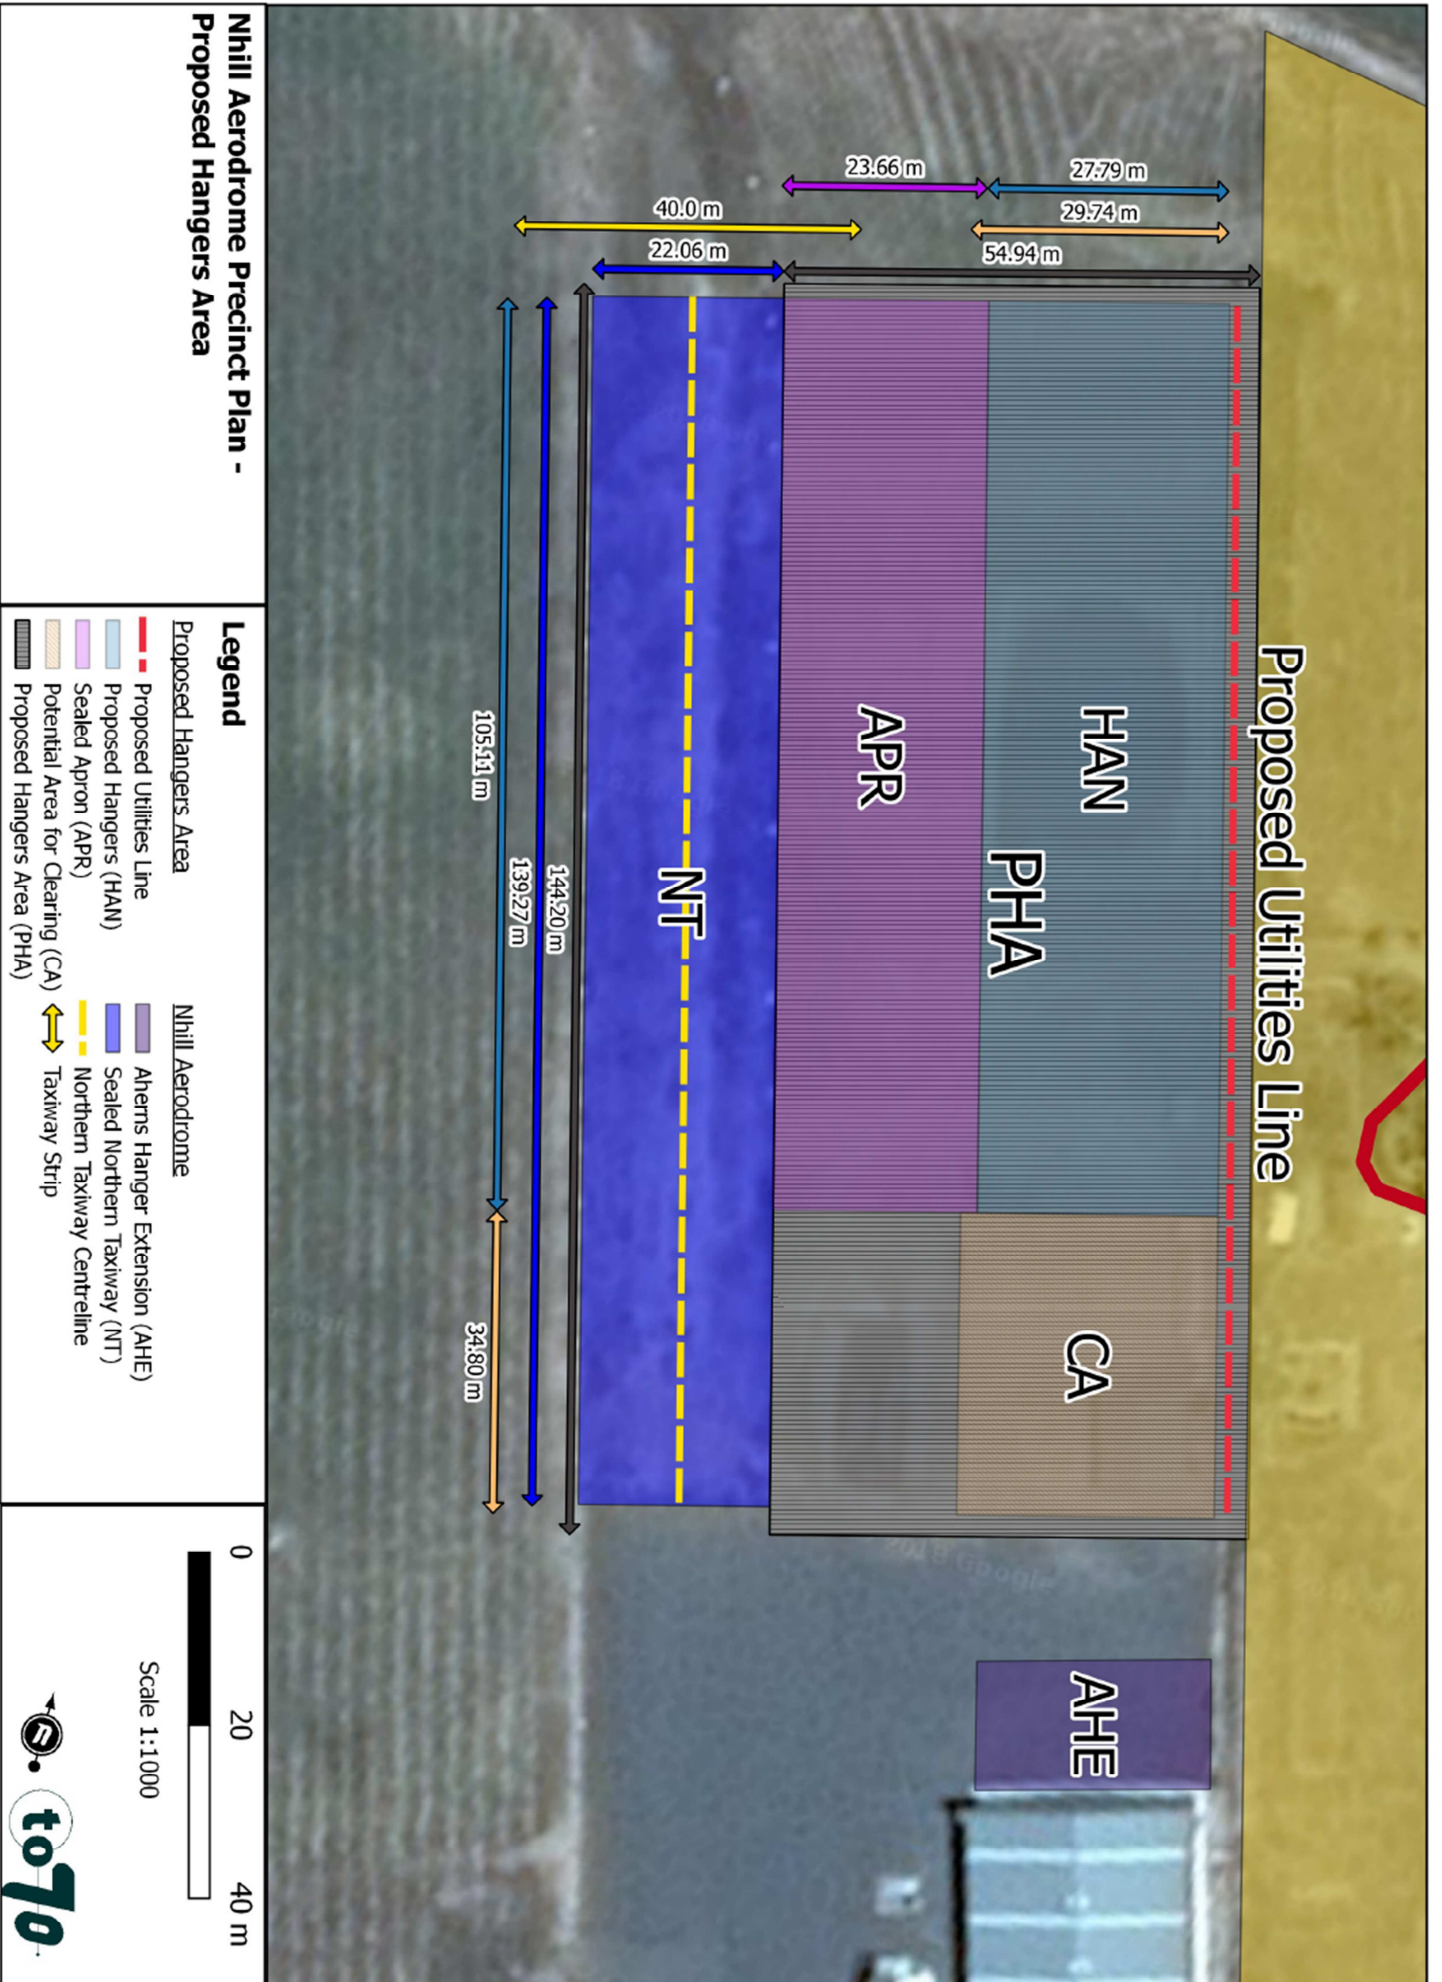 Proposed Utilities Line
27.79 m
29.74 m
54.94 m
23.66 m
40.0 m
22.06 m
HAN
PHA
CA
AHE
APR
NT
144.20 m
139.27 m
105.11 m
34.80 m
Nhill Aerodrome Precinct Plan -
Proposed Hangers Area
Legend
Proposed Hangers Area
Proposed Utilities Line
Proposed Hangers (HAN)
Sealed Apron (APR)
Potential Area for Clearing (CA)
Proposed Hangers Area (PHA)
Nhill Aerodrome
Aherns Hanger Extension (AHE)
Sealed Northern Taxiway (NT)
Northern Taxiway Centreline
Taxiway Strip
0 20 40 m
Scale 1:1000
n
to70
2018 Google